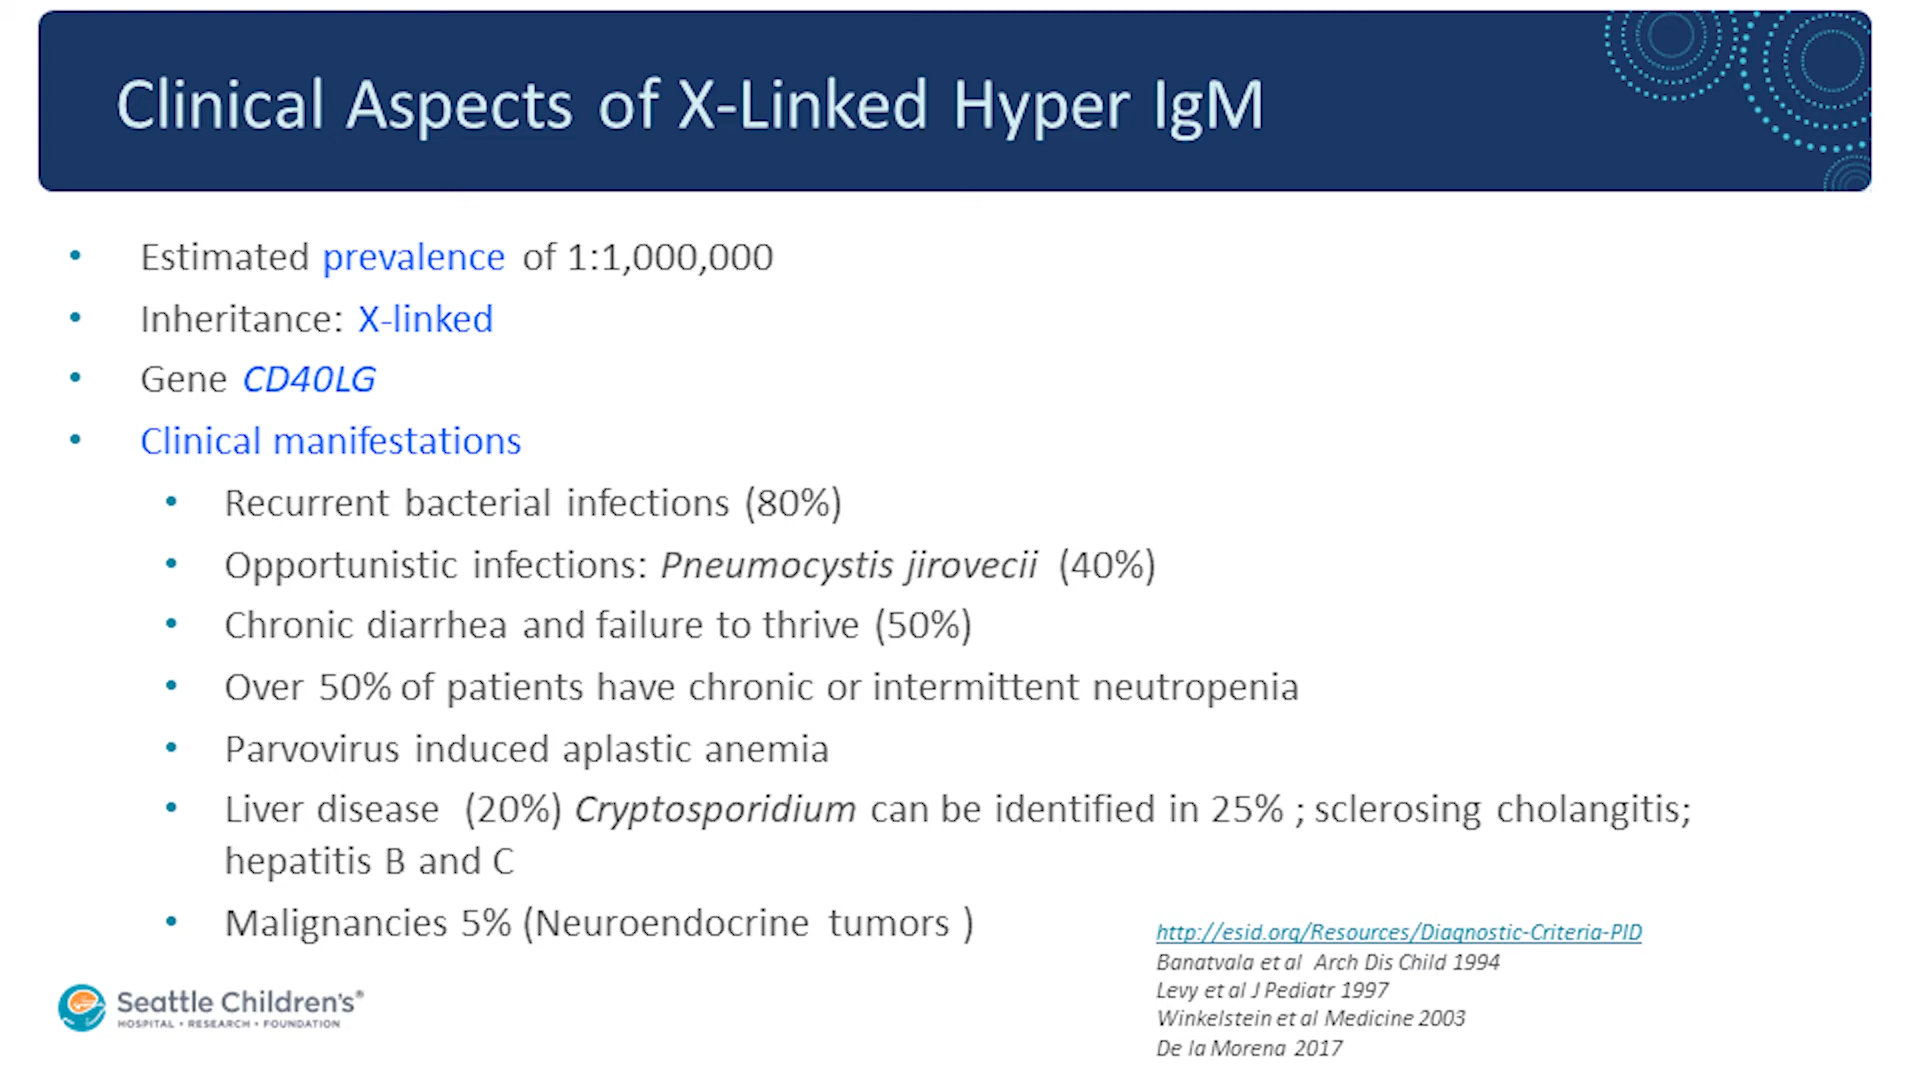 Clinical Aspects of X-Linked Hyper IgM
• Estimated prevalence of 1:1,000,000
• Inheritance: X-linked
• Gene CD40LG
• Clinical manifestations
• Recurrent bacterial infections (80%)
• Opportunistic infections: Pneumocystis jirovecii (40%)
• Chronic diarrhea and failure to thrive (50%)
• Over 50% of patients have chronic or intermittent neutropenia
• Parvovirus induced aplastic anemia
• Liver disease (20%) Cryptosporidium can be identified in 25% ; sclerosing cholangitis;
hepatitis B and C
• Malignancies 5% (Neuroendocrine tumors )
http://esid.org/Resources/Diagnostic-Criteria-PID
Banatvala et al Arch Dis Child 1994
Levy et al J Pediatr 1997
Winkelstein et al Medicine 2003
De la Morena 2017
Seattle Children's®
HOSPITAL • RESEARCH • FOUNDATION